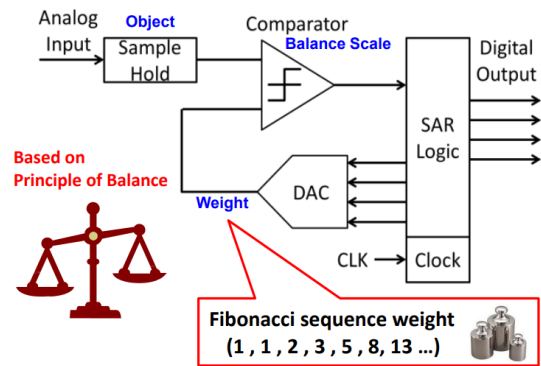 Analog
Input
Object
Sample
Hold
Comparator
Balance Scale
Digital
Output
SAR
Logic
Based on
Principle of Balance
Weight
DAC
CLK
Clock
Fibonacci sequence weight
(1 , 1 , 2 , 3 , 5 , 8, 13 ...)